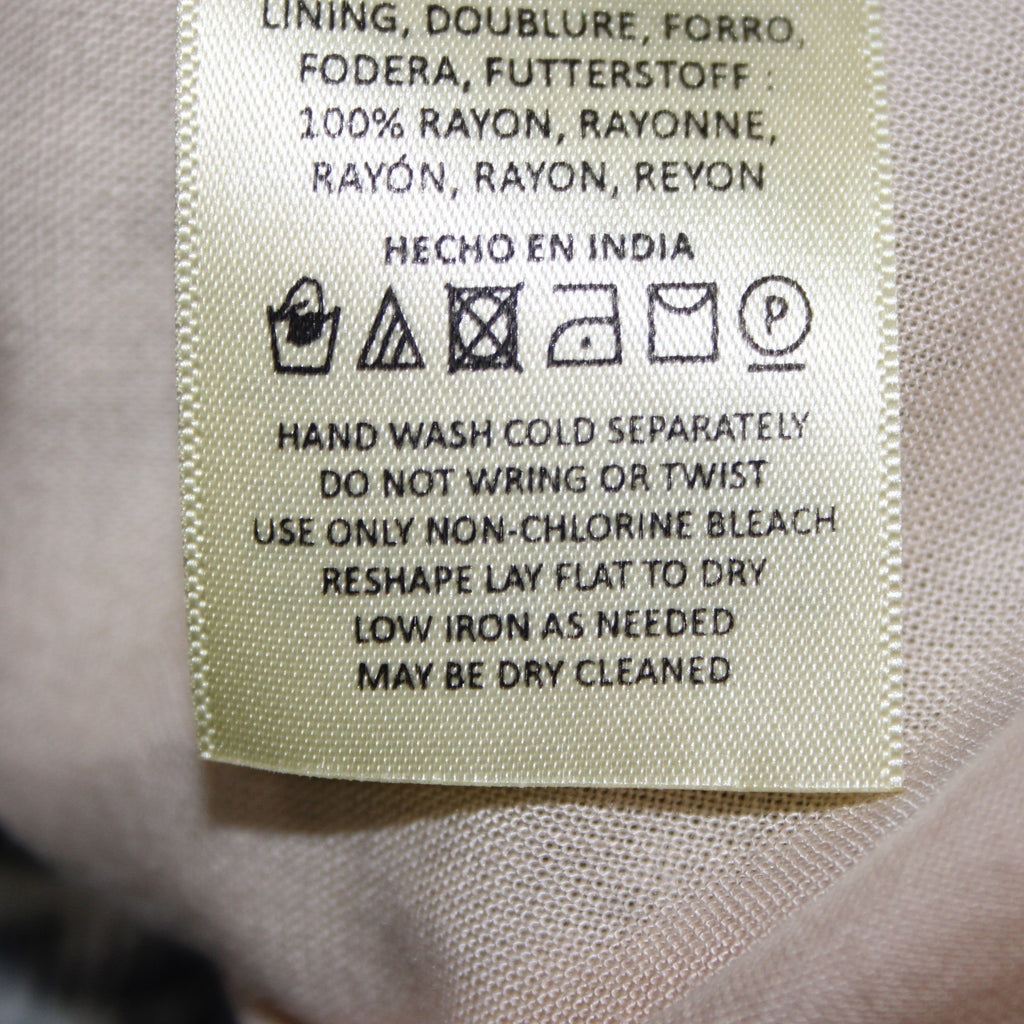 LINING, DOUBLURE, FORRO,
FODERA, FUTTERSTOFF :
100% RAYON, RAYONNE,
RAYÓN, RAYON, REYON
HECHO EN INDIA
P
HAND WASH COLD SEPARATELY
DO NOT WRING OR TWIST
USE ONLY NON-CHLORINE BLEACH
RESHAPE LAY FLAT TO DRY
LOW IRON AS NEEDED
MAY BE DRY CLEANED